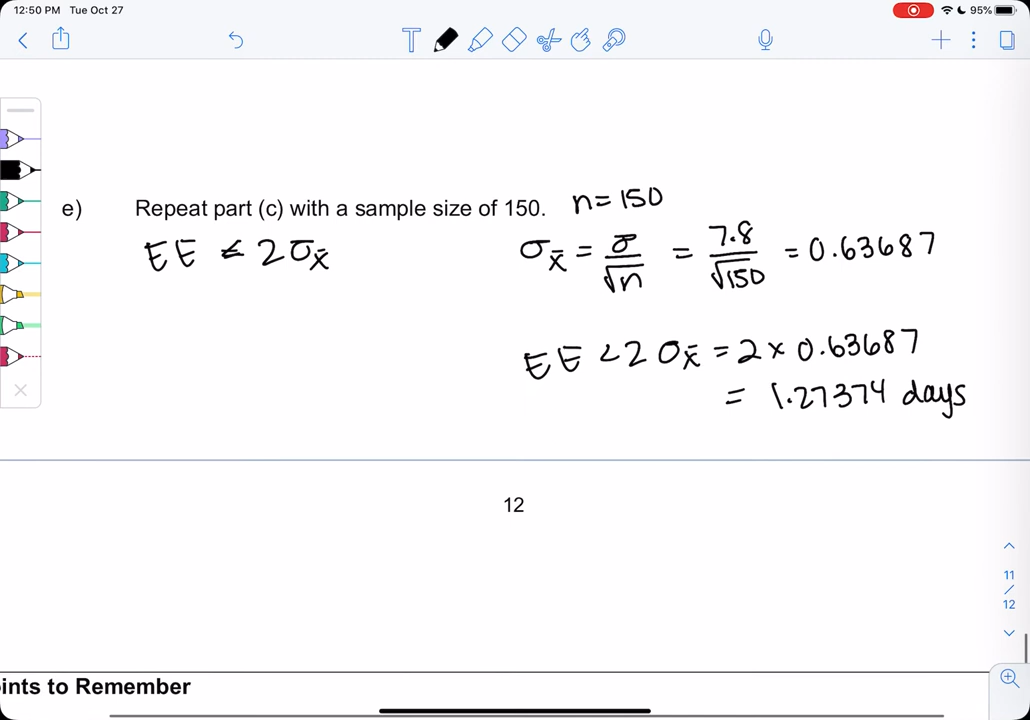 12:50 PM Tue Oct 27
95%
e) Repeat part (c) with a sample size of 150. n = 150
EE < 2σx̄
σx̄ = σ/√n = 7.8/√150 = 0.63687
EE < 2σx̄ = 2 × 0.63687
= 1.27374 days
12
11
/
12
ints to Remember